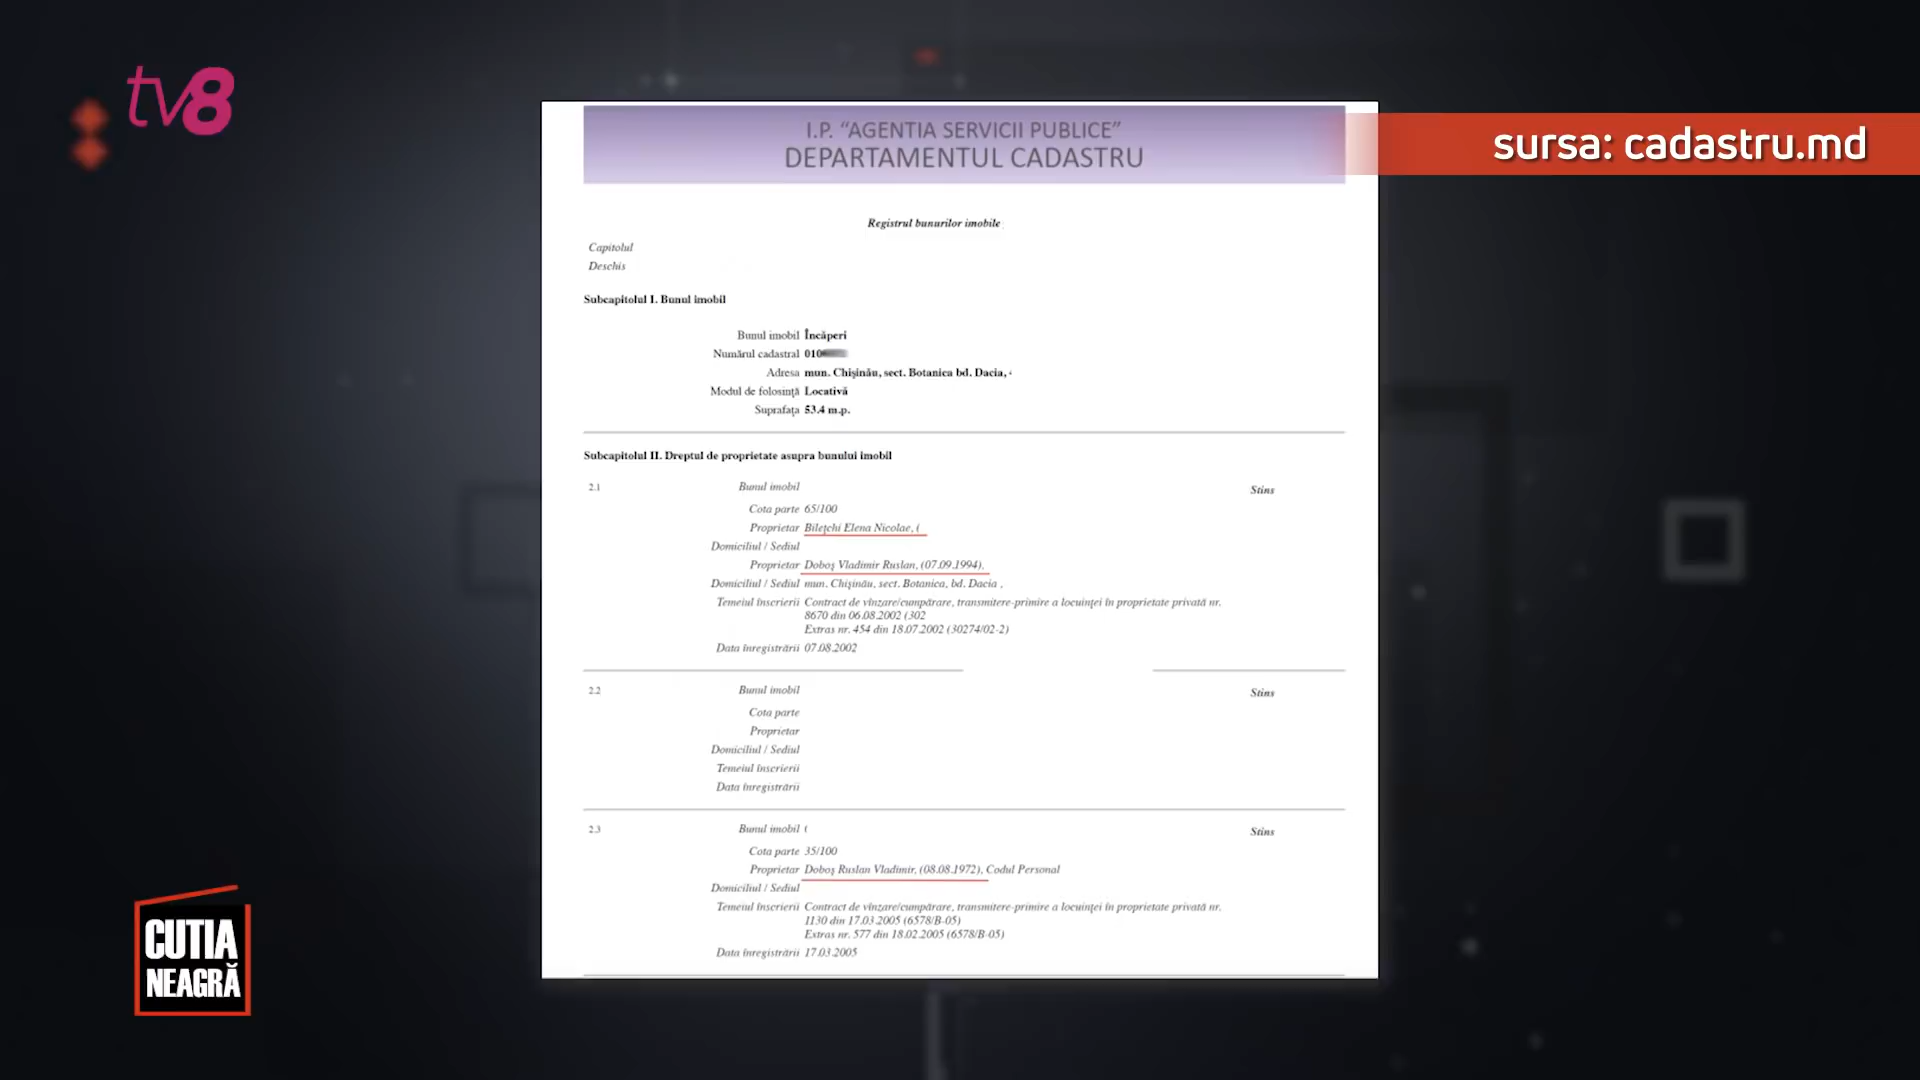 tv8
sursa: cadastru.md
I.P. “AGENTIA SERVICII PUBLICE”
DEPARTAMENTUL CADASTRU
Registrul bunurilor imobile
Capitolul
Deschis
Subcapitolul I. Bunul imobil
Bunul imobil Încăperi
Numărul cadastral 010
Adresa mun. Chişinău, sect. Botanica bd. Dacia,
Modul de folosinţă Locativă
Suprafaţa 53.4 m.p.
Subcapitolul II. Dreptul de proprietate asupra bunului imobil
2.1 Bunul imobil Stins
Cota parte 65/100
Proprietar Bileţchi Elena Nicolae, (
Domiciliul / Sediul
Proprietar Doboş Vladimir Ruslan, (07.09.1994),
Domiciliul / Sediul mun. Chişinău, sect. Botanica, bd. Dacia ,
Temeiul înscrierii Contract de vînzare/cumpărare, transmitere-primire a locuinţei în proprietate privată nr.
8670 din 06.08.2002 (302
Extras nr. 454 din 18.07.2002 (30274/02-2)
Data înregistrării 07.08.2002
2.2 Bunul imobil Stins
Cota parte
Proprietar
Domiciliul / Sediul
Temeiul înscrierii
Data înregistrării
2.3 Bunul imobil ( Stins
Cota parte 35/100
Proprietar Doboş Ruslan Vladimir, (08.08.1972), Codul Personal
Domiciliul / Sediul
Temeiul înscrierii Contract de vînzare/cumpărare, transmitere-primire a locuinţei în proprietate privată nr.
1130 din 17.03.2005 (6578/B-05)
Extras nr. 577 din 18.02.2005 (6578/B-05)
Data înregistrării 17.03.2005
CUTIA
NEAGRĂ